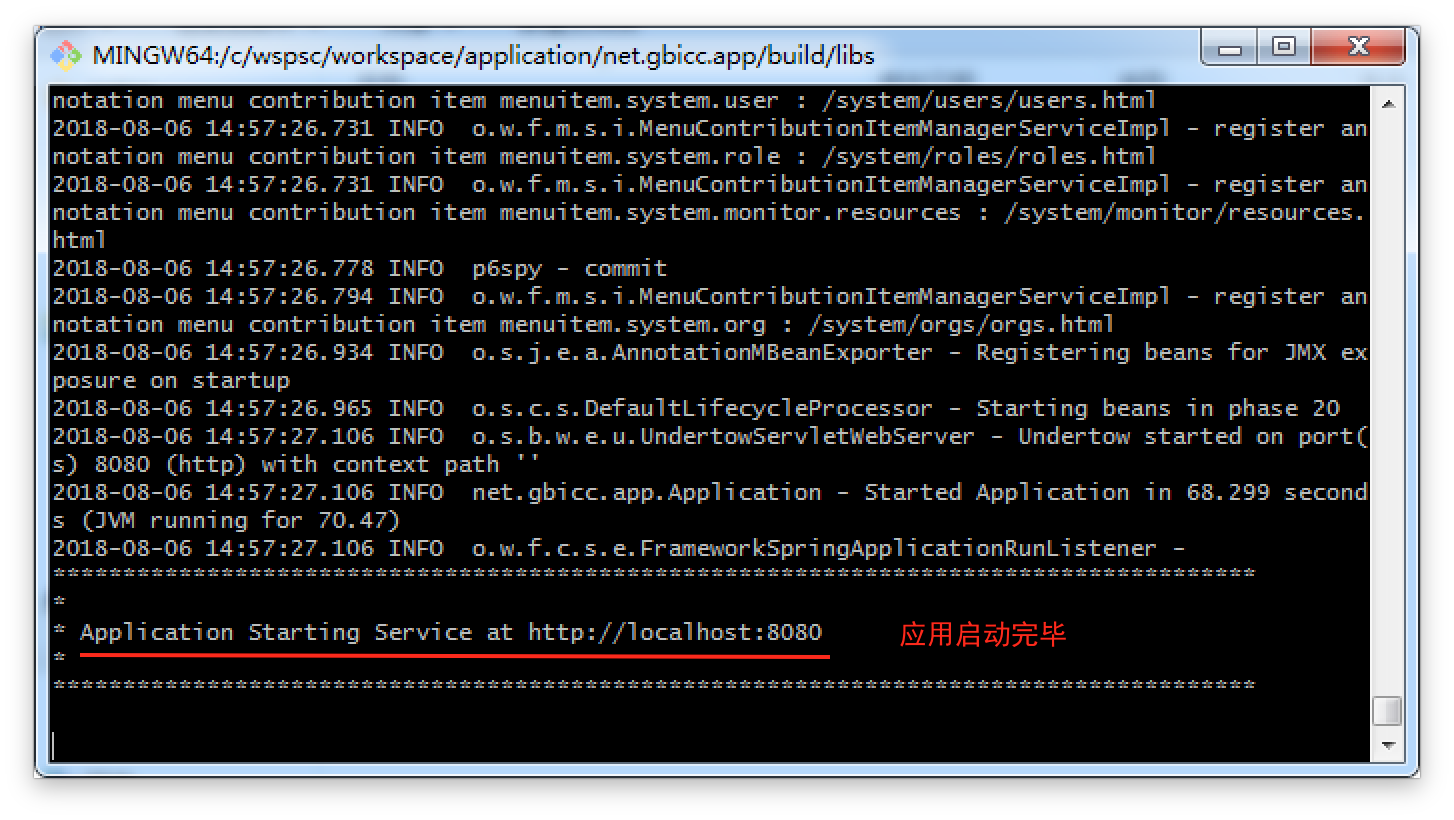 MINGW64:/c/wspsc/workspace/application/net.gbicc.app/build/libs
notation menu contribution item menuitem.system.user : /system/users/users.html
2018-08-06 14:57:26.731 INFO  o.w.f.m.s.i.MenuContributionItemManagerServiceImpl - register an
notation menu contribution item menuitem.system.role : /system/roles/roles.html
2018-08-06 14:57:26.731 INFO  o.w.f.m.s.i.MenuContributionItemManagerServiceImpl - register an
notation menu contribution item menuitem.system.monitor.resources : /system/monitor/resources.
html
2018-08-06 14:57:26.778 INFO  p6spy - commit
2018-08-06 14:57:26.794 INFO  o.w.f.m.s.i.MenuContributionItemManagerServiceImpl - register an
notation menu contribution item menuitem.system.org : /system/orgs/orgs.html
2018-08-06 14:57:26.934 INFO  o.s.j.e.a.AnnotationMBeanExporter - Registering beans for JMX ex
posure on startup
2018-08-06 14:57:26.965 INFO  o.s.c.s.DefaultLifecycleProcessor - Starting beans in phase 20
2018-08-06 14:57:27.106 INFO  o.s.b.w.e.u.UndertowServletWebServer - Undertow started on port(
s) 8080 (http) with context path ''
2018-08-06 14:57:27.106 INFO  net.gbicc.app.Application - Started Application in 68.299 second
s (JVM running for 70.47)
2018-08-06 14:57:27.106 INFO  o.w.f.c.s.e.FrameworkSpringApplicationRunListener -
**************************************************************************************
*
* Application Starting Service at http://localhost:8080 应用启动完毕
*
**************************************************************************************